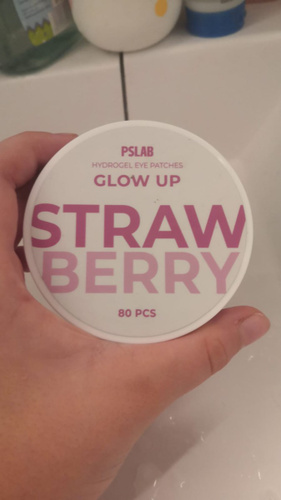 PSLAB
HYDROGEL EYE PATCHES
GLOW UP
STRAW
BERRY
80 PCS